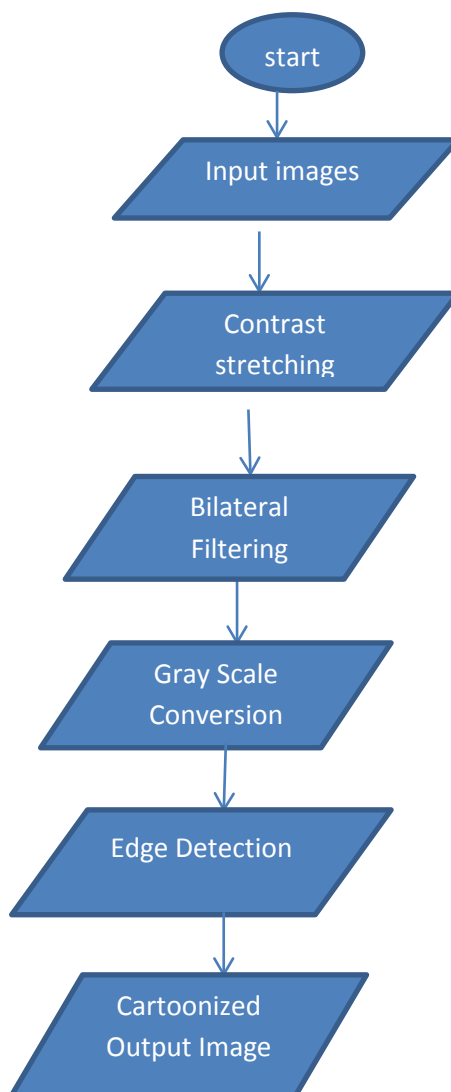 start
Input images
Contrast
stretching
Bilateral
Filtering
Gray Scale
Conversion
Edge Detection
Cartoonized
Output Image